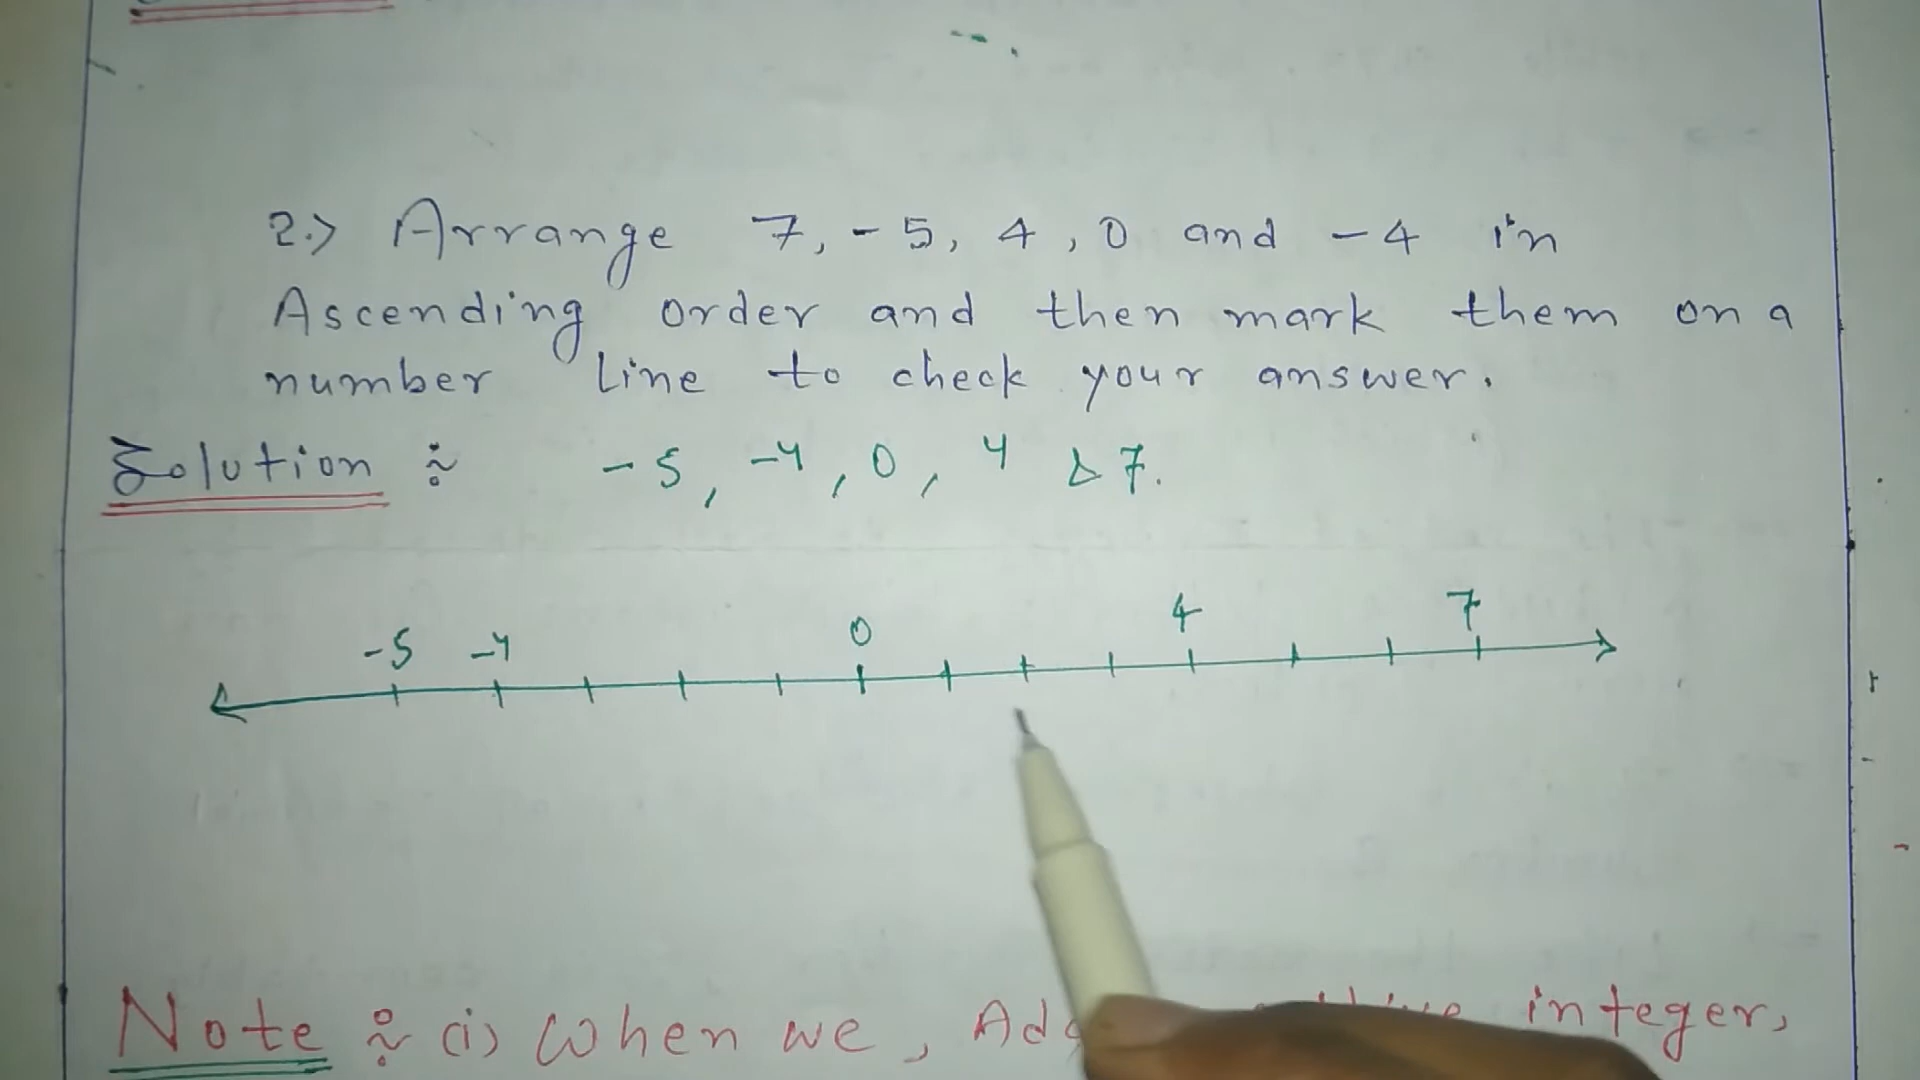 2.> Arrange 7, -5, 4, 0 and -4 in
Ascending order and then mark them on a
number line to check your answer.
Solution : -5, -4, 0, 4 & 7.
-5 -4 0 4 7
Note : (i) When we, integer,